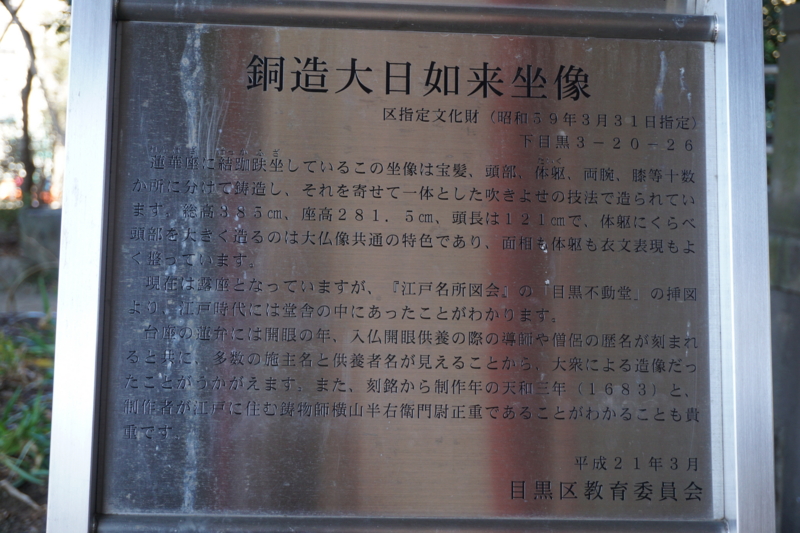 銅造大日如来坐像
区指定文化財（昭和59年3月31日指定）
下目黒3－20－26
蓮華座に結跏趺坐しているこの坐像は宝髪、頭部、体躯、両腕、膝等十数
か所に分けて鋳造し、それを寄せて一体とした吹きよせの技法で造られてい
ます。総高385㎝、座高281．5㎝、頭長は121㎝で、体躯にくらべ
頭部を大きく造るのは大仏像共通の特色であり、面相も体躯も衣文表現もよ
く整っています。
現在は露座となっていますが、『江戸名所図会』の「目黒不動堂」の挿図
より、江戸時代には堂舎の中にあったことがわかります。
台座の蓮弁には開眼の年、入仏開眼供養の際の導師や僧侶の歴名が刻まれ
ると共に、多数の施主名と供養者名が見えることから、大衆による造像だっ
たことがうかがえます。また、刻銘から制作年の天和三年（1683）と、
制作者が江戸に住む鋳物師横山半右衛門尉正重であることがわかることも貴
重です。
平成21年3月
目黒区教育委員会